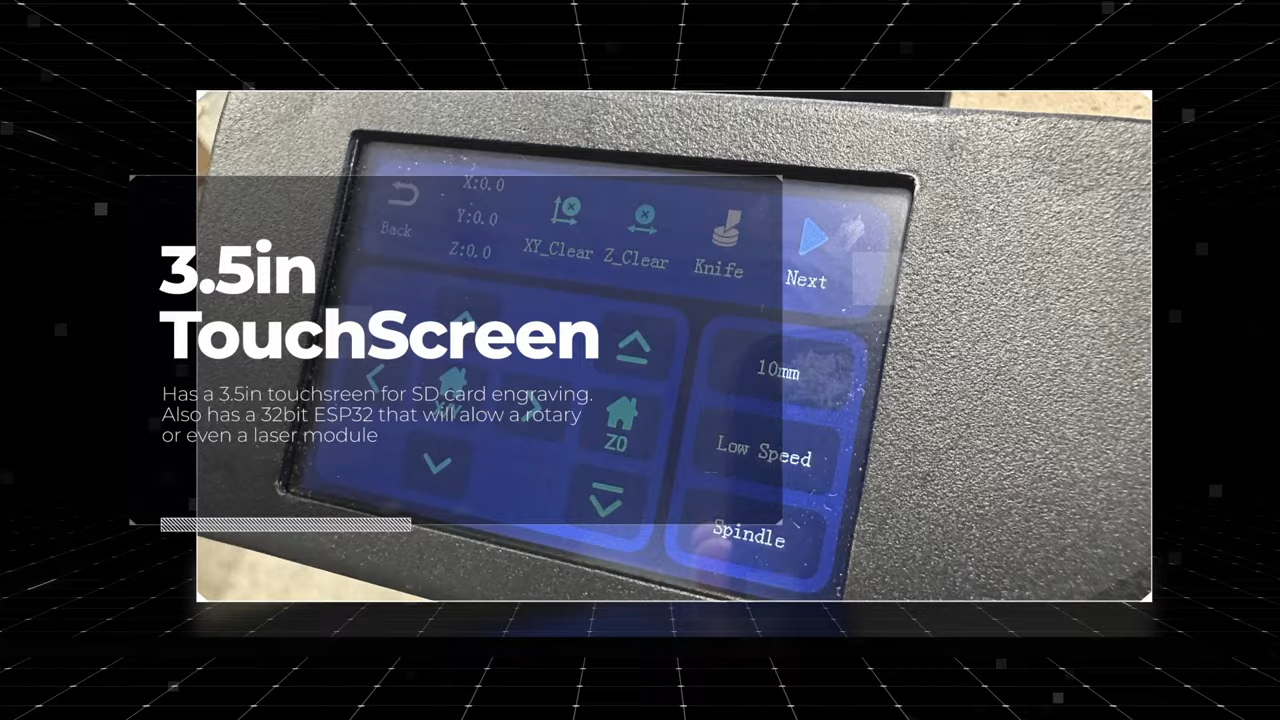 X:0.0
Back
Y:0.0
Z:0.0
XY_Clear
Z_Clear
Knife
Next
3.5in
TouchScreen
Has a 3.5in touchsreen for SD card engraving.
Also has a 32bit ESP32 that will alow a rotary
or even a laser module
10mm
Z0
Low Speed
Spindle